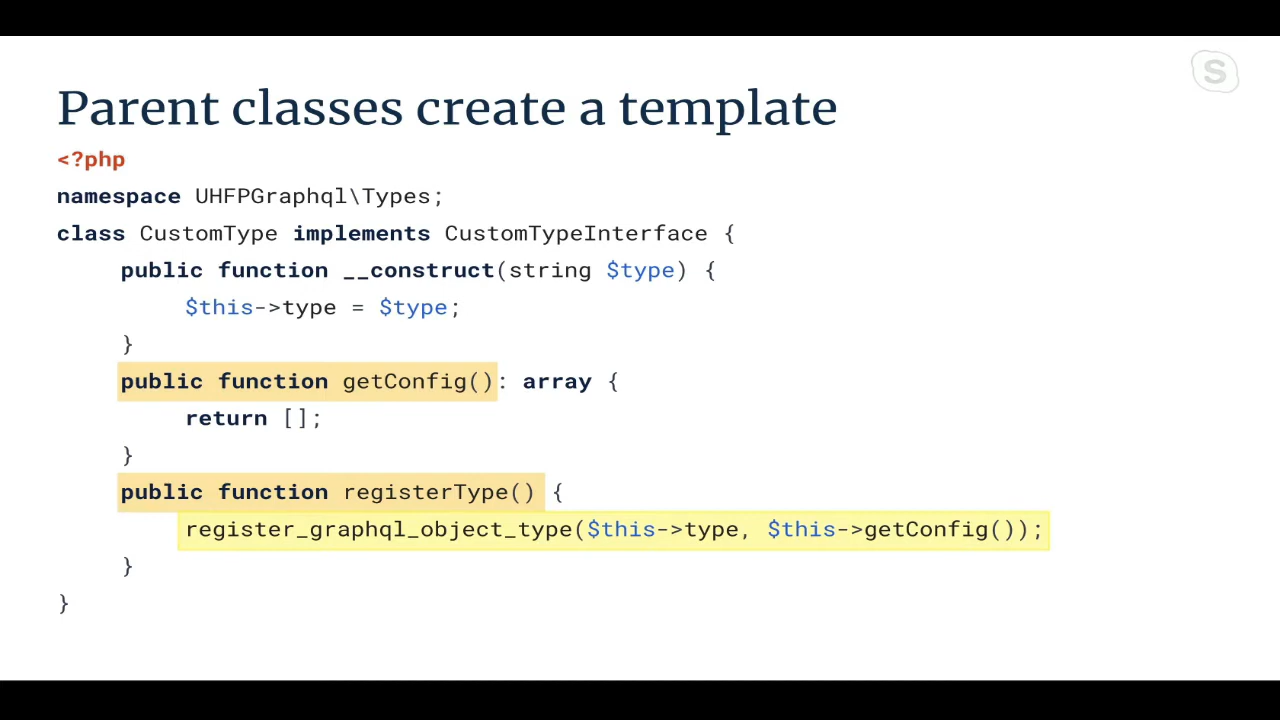 S
Parent classes create a template
<?php
namespace UHFPGraphql\Types;
class CustomType implements CustomTypeInterface {
public function __construct(string $type) {
$this->type = $type;
}
public function getConfig(): array {
return [];
}
public function registerType() {
register_graphql_object_type($this->type, $this->getConfig());
}
}